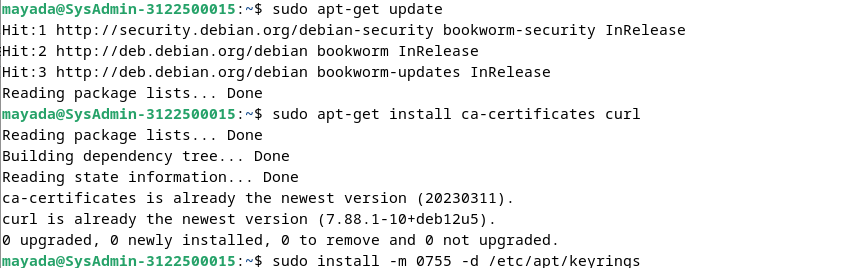 mayada@SysAdmin-3122500015:~$ sudo apt-get update
Hit:1 http://security.debian.org/debian-security bookworm-security InRelease
Hit:2 http://deb.debian.org/debian bookworm InRelease
Hit:3 http://deb.debian.org/debian bookworm-updates InRelease
Reading package lists... Done
mayada@SysAdmin-3122500015:~$ sudo apt-get install ca-certificates curl
Reading package lists... Done
Building dependency tree... Done
Reading state information... Done
ca-certificates is already the newest version (20230311).
curl is already the newest version (7.88.1-10+deb12u5).
0 upgraded, 0 newly installed, 0 to remove and 0 not upgraded.
mayada@SysAdmin-3122500015:~$ sudo install -m 0755 -d /etc/apt/keyrings